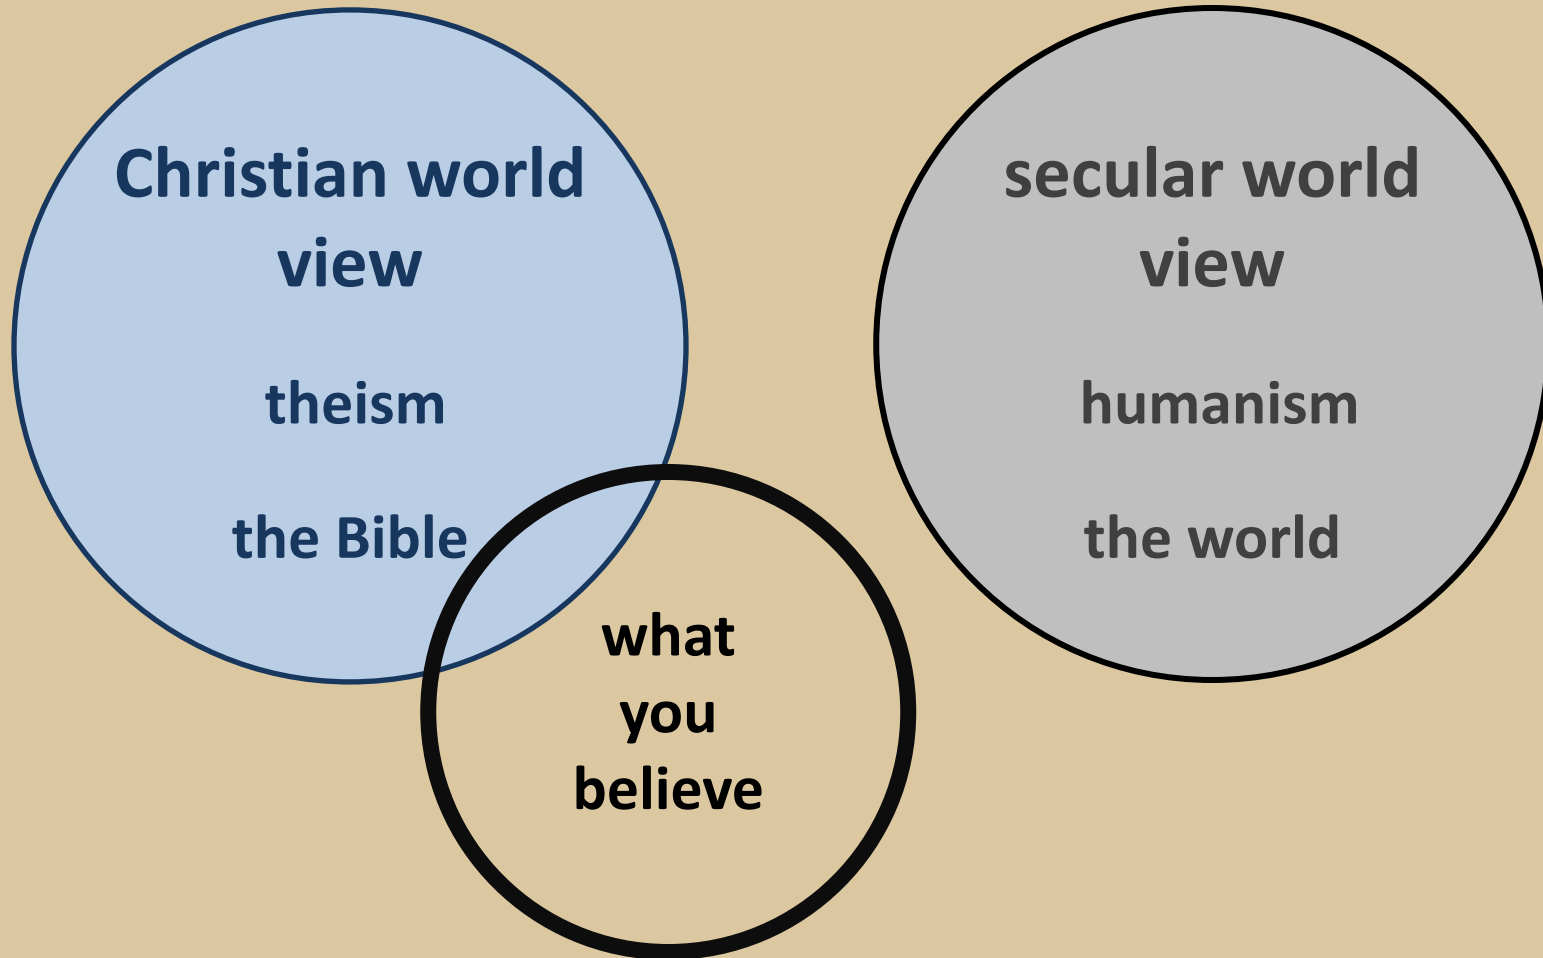 Christian world
view
theism
the Bible
secular world
view
humanism
the world
what
you
believe